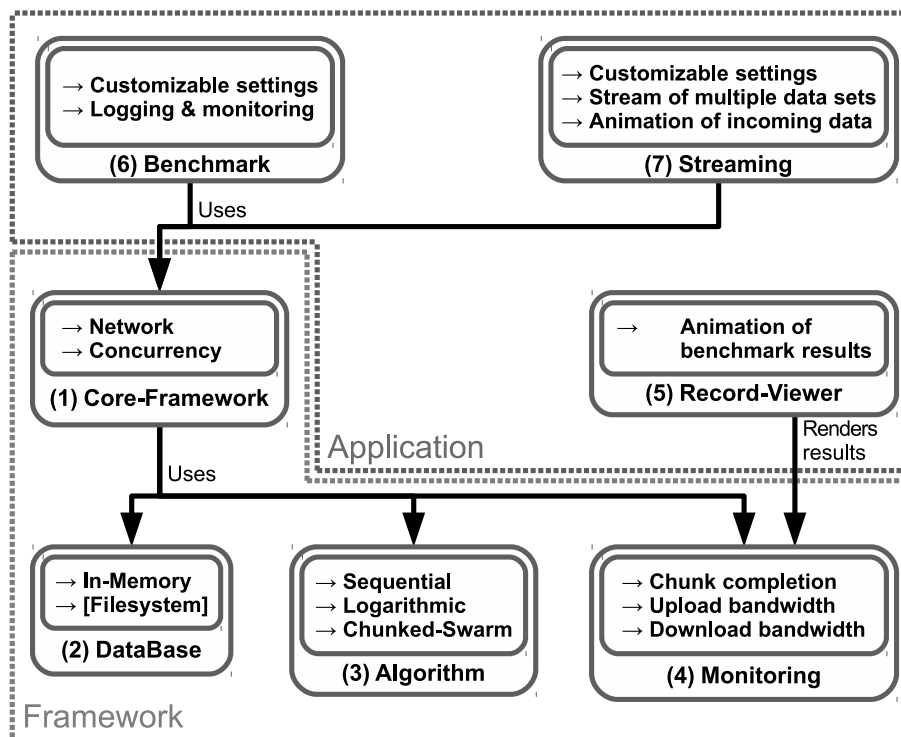 → Customizable settings
→ Logging & monitoring
(6) Benchmark
→ Customizable settings
→ Stream of multiple data sets
→ Animation of incoming data
(7) Streaming
Uses
→ Network
→ Concurrency
(1) Core-Framework
→ Animation of
benchmark results
(5) Record-Viewer
Application
Renders
results
Uses
→ In-Memory
→ [Filesystem]
(2) DataBase
→ Sequential
→ Logarithmic
→ Chunked-Swarm
(3) Algorithm
→ Chunk completion
→ Upload bandwidth
→ Download bandwidth
(4) Monitoring
Framework